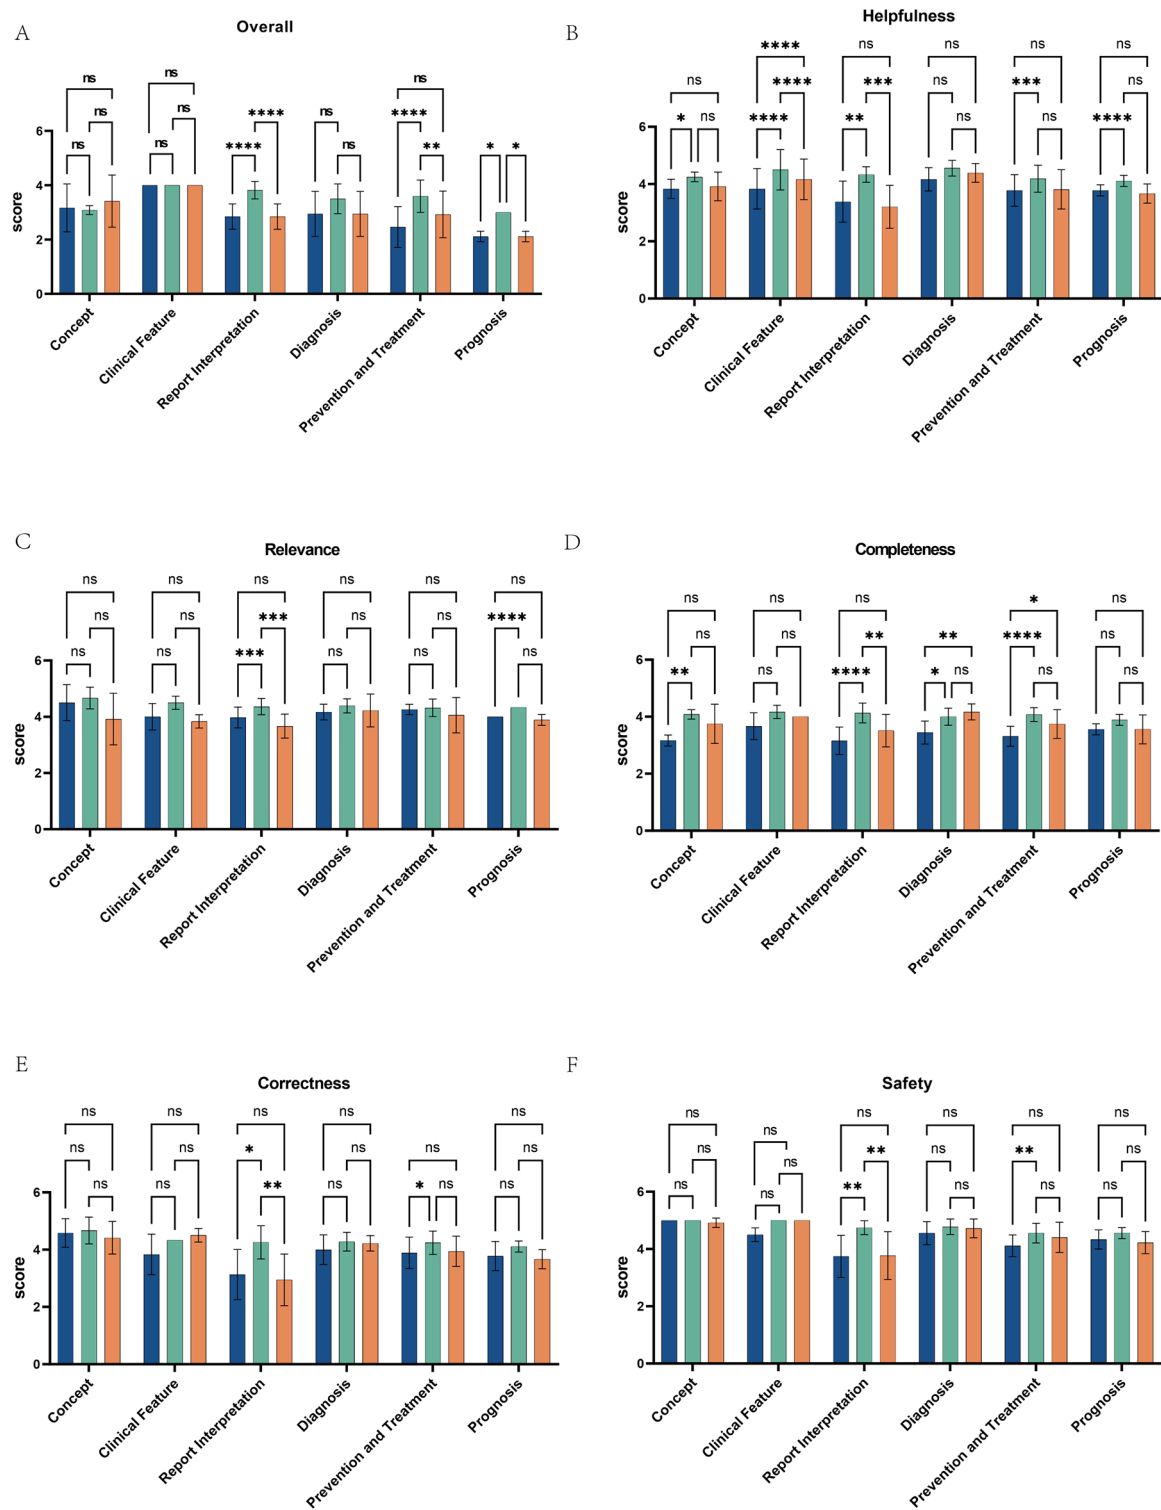 A
Overall
ns
ns
ns
ns
ns
ns
ns
****
****
ns
ns
ns
****
**
*
*
6
4
2
0
score
Concept
Clinical Feature
Report Interpretation
Diagnosis
Prevention and Treatment
Prognosis
B
Helpfulness
ns
*
ns
****
****
****
ns
**
***
ns
ns
ns
ns
***
ns
ns
****
ns
6
4
2
0
score
Concept
Clinical Feature
Report Interpretation
Diagnosis
Prevention and Treatment
Prognosis
C
Relevance
ns
ns
ns
ns
ns
ns
ns
***
***
ns
ns
ns
ns
ns
ns
ns
****
ns
6
4
2
0
score
Concept
Clinical Feature
Report Interpretation
Diagnosis
Prevention and Treatment
Prognosis
D
Completeness
ns
**
ns
ns
ns
ns
ns
****
**
**
*
ns
*
****
ns
ns
ns
ns
6
4
2
0
score
Concept
Clinical Feature
Report Interpretation
Diagnosis
Prevention and Treatment
Prognosis
E
Correctness
ns
ns
ns
ns
ns
ns
ns
*
**
ns
ns
ns
ns
*
ns
ns
ns
ns
6
4
2
0
score
Concept
Clinical Feature
Report Interpretation
Diagnosis
Prevention and Treatment
Prognosis
F
Safety
ns
ns
ns
ns
ns
ns
ns
**
**
ns
ns
ns
ns
**
ns
ns
ns
ns
6
4
2
0
score
Concept
Clinical Feature
Report Interpretation
Diagnosis
Prevention and Treatment
Prognosis